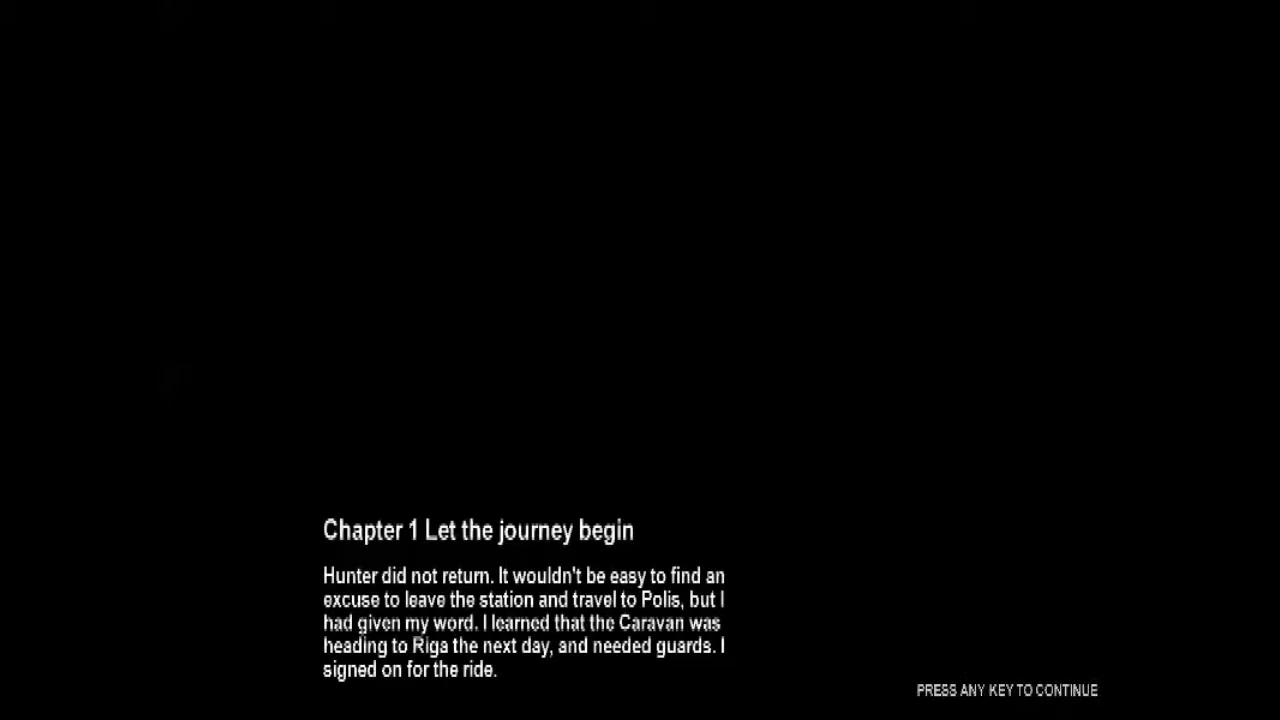 Chapter 1 Let the journey begin
Hunter did not return. It wouldn't be easy to find an
excuse to leave the station and travel to Polis, but I
had given my word. I learned that the Caravan was
heading to Riga the next day, and needed guards. I
signed on for the ride.
PRESS ANY KEY TO CONTINUE